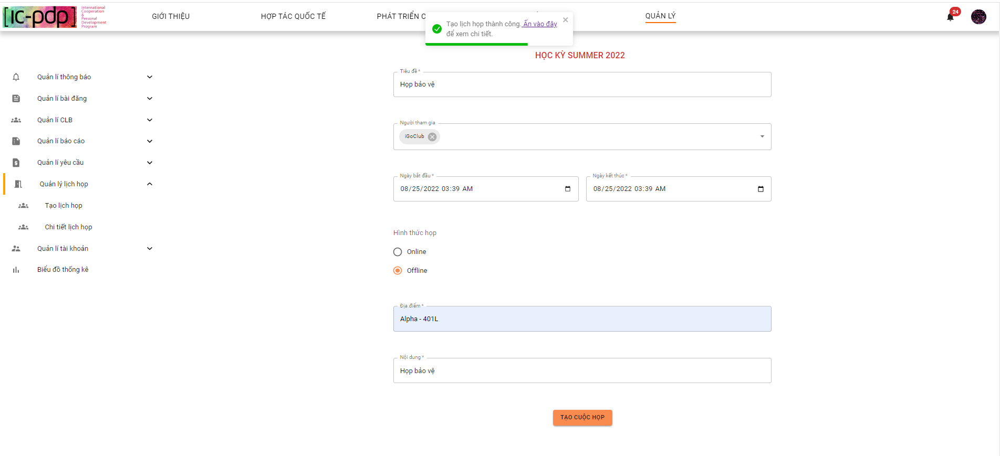 [ic-pdp]
International
Cooperation
&
Personal
Development
Program
GIỚI THIỆU
HỢP TÁC QUỐC TẾ
PHÁT TRIỂN C
QUẢN LÝ
24
Tạo lịch họp thành công. Ấn vào đây
để xem chi tiết.
HỌC KỲ SUMMER 2022
Quản lí thông báo
Quản lí bài đăng
Quản lí CLB
Quản lí báo cáo
Quản lí yêu cầu
Quản lý lịch họp
Tạo lịch họp
Chi tiết lịch họp
Quản lí tài khoản
Biểu đồ thống kê
Tiêu đề *
Họp bảo vệ
Người tham gia
iGoClub
Ngày bắt đầu *
08/25/2022 03:39 AM
Ngày kết thúc *
08/25/2022 03:39 AM
Hình thức họp
Online
Offline
Địa điểm *
Alpha - 401L
Nội dung *
Họp bảo vệ
TẠO CUỘC HỌP